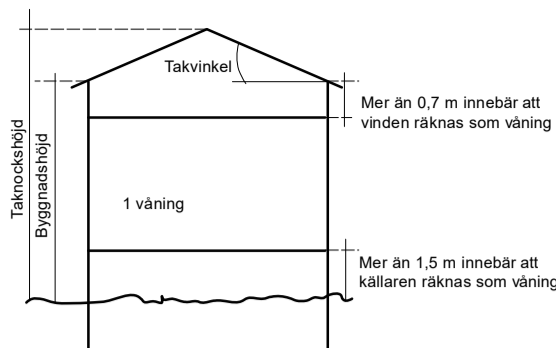 Taknockshöjd
Byggnadshöjd
Takvinkel
Mer än 0,7 m innebär att
vinden räknas som våning
1 våning
Mer än 1,5 m innebär att
källaren räknas som våning